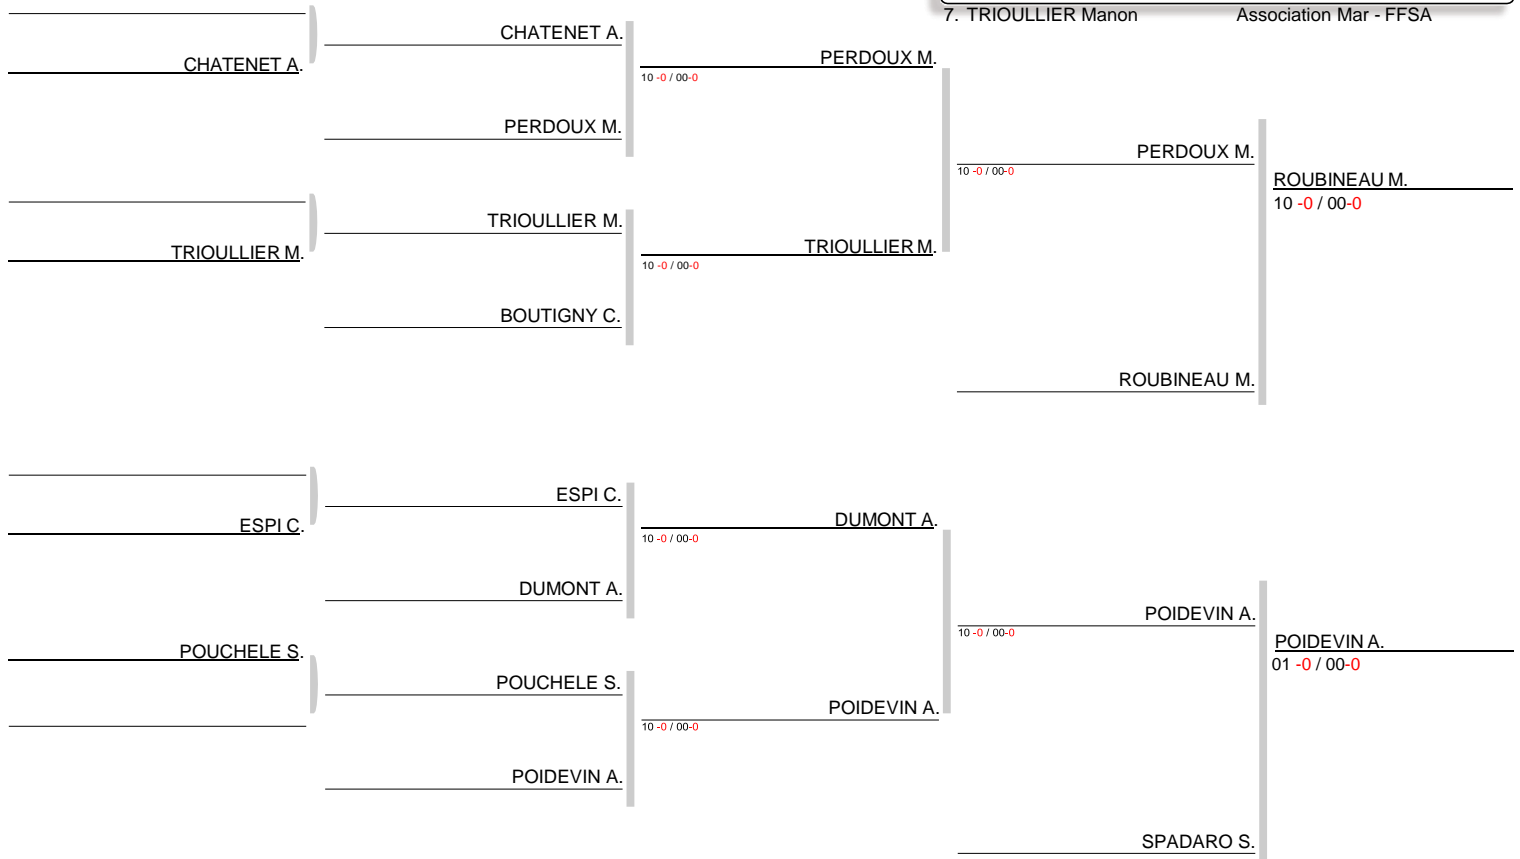 7. TRIOULLIER Manon Association Mar - FFSA
CHATENET A.
PERDOUX M.
CHATENET A.
10 -0 / 00-0
PERDOUX M.
PERDOUX M.
10 -0 / 00-0
ROUBINEAU M.
10 -0 / 00-0
TRIOULLIER M.
TRIOULLIER M.
TRIOULLIER M.
10 -0 / 00-0
BOUTIGNY C.
ROUBINEAU M.
ESPI C.
DUMONT A.
ESPI C.
10 -0 / 00-0
DUMONT A.
POIDEVIN A.
10 -0 / 00-0
POIDEVIN A.
01 -0 / 00-0
POUCHELE S.
POUCHELE S.
POIDEVIN A.
10 -0 / 00-0
POIDEVIN A.
SPADARO S.